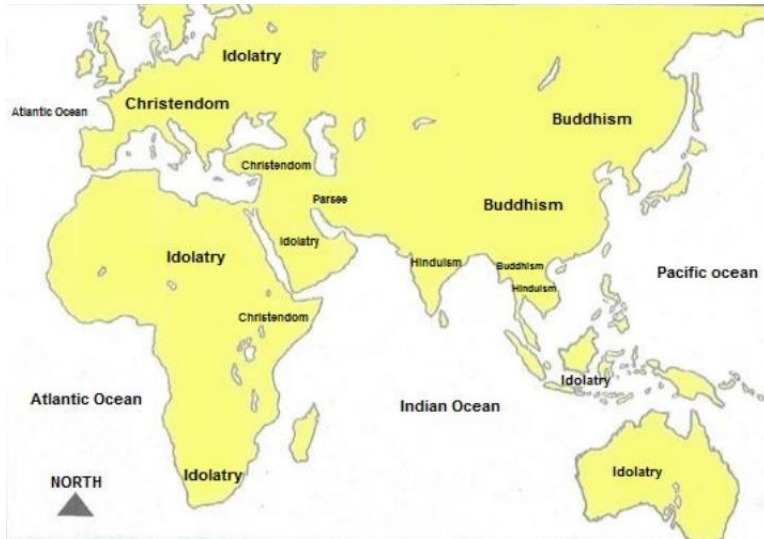 Idolatry
Christendom
Atlantic Ocean
Buddhism
Christendom
Parsee
Buddhism
Idolatry
Idolatry
Hinduism
Buddhism
Hinduism
Pacific ocean
Christendom
Idolatry
Atlantic Ocean
Indian Ocean
Idolatry
Idolatry
NORTH